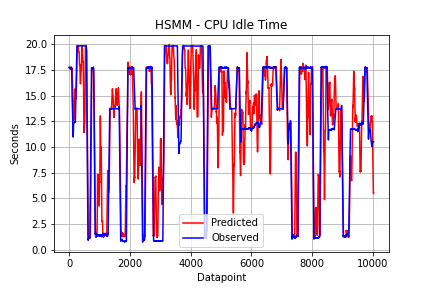 HSMM - CPU Idle Time
20.0
17.5
15.0
12.5
10.0
7.5
5.0
2.5
0.0
Seconds
Predicted
Observed
0 2000 4000 6000 8000 10000
Datapoint